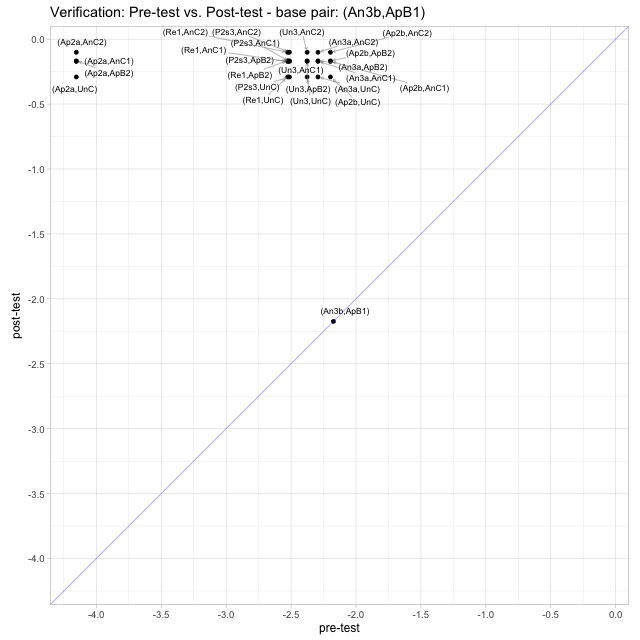 Verification: Pre-test vs. Post-test - base pair: (An3b,ApB1)
0.0
-0.5
-1.0
-1.5
-2.0
-2.5
-3.0
-3.5
-4.0
post-test
(Re1,AnC2)
(P2s3,AnC2)
(Un3,AnC2)
(Ap2b,AnC2)
(Ap2a,AnC2)
(P2s3,AnC1)
(An3a,AnC2)
(Re1,AnC1)
(Ap2b,ApB2)
(Ap2a,AnC1)
(P2s3,ApB2)
(An3a,ApB2)
(Un3,AnC1)
(Ap2a,ApB2)
(Re1,ApB2)
(An3a,AnC1)
(P2s3,UnC)
(Ap2b,AnC1)
(Ap2a,UnC)
(Un3,ApB2)
(An3a,UnC)
(Re1,UnC)
(Un3,UnC)
(Ap2b,UnC)
(An3b,ApB1)
-4.0
-3.5
-3.0
-2.5
-2.0
-1.5
-1.0
-0.5
0.0
pre-test